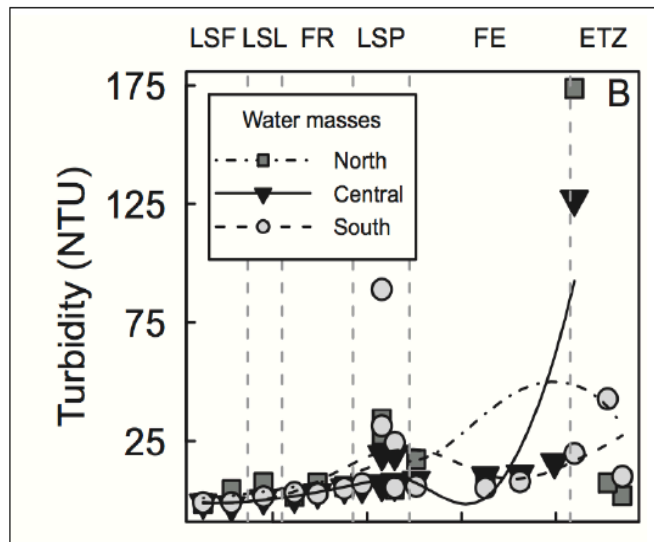 LSF LSL FR LSP FE ETZ
B
175
125
75
25
Turbidity (NTU)
Water masses
North
Central
South